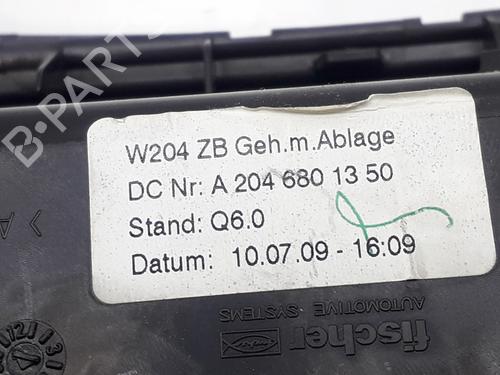 B-PARTS
W204 ZB Geh.m.Ablage
DC Nr: A 204 680 13 50
Stand: Q6.0
Datum: 10.07.09 - 16:09
fischer
AUTOMOTIVE
SYSTEMS